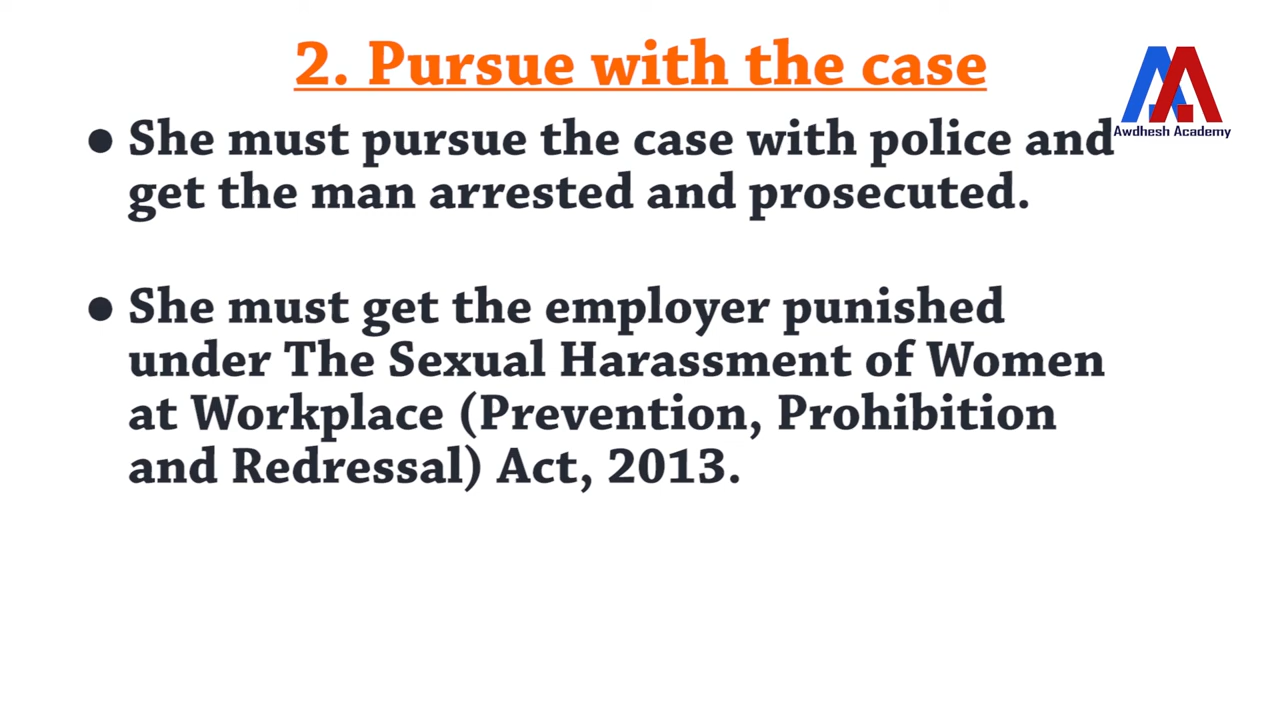 2. Pursue with the case
Awdhesh Academy
● She must pursue the case with police and
get the man arrested and prosecuted.
● She must get the employer punished
under The Sexual Harassment of Women
at Workplace (Prevention, Prohibition
and Redressal) Act, 2013.